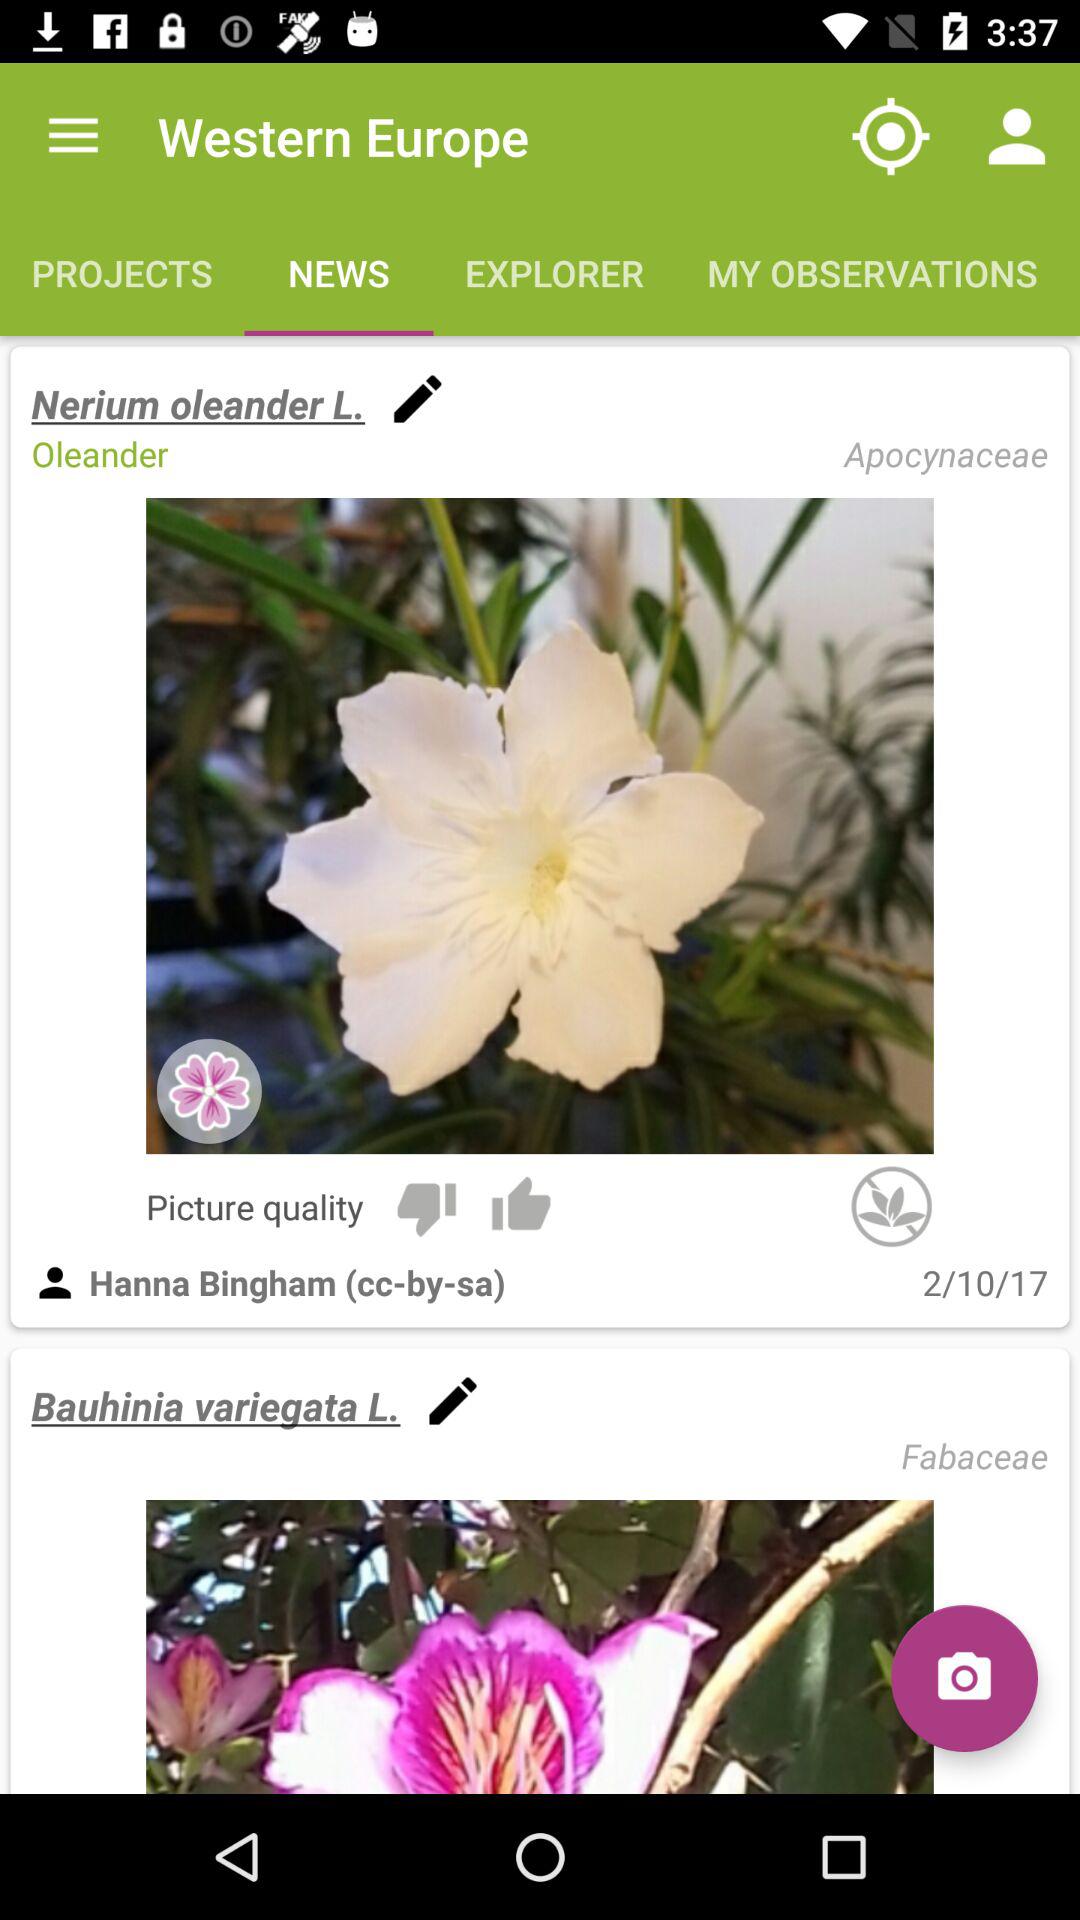 FAKE
3:37
Western Europe
PROJECTS NEWS EXPLORER MY OBSERVATIONS
Nerium oleander L.
Oleander Apocynaceae
Picture quality
Hanna Bingham (cc-by-sa) 2/10/17
Bauhinia variegata L.
Fabaceae